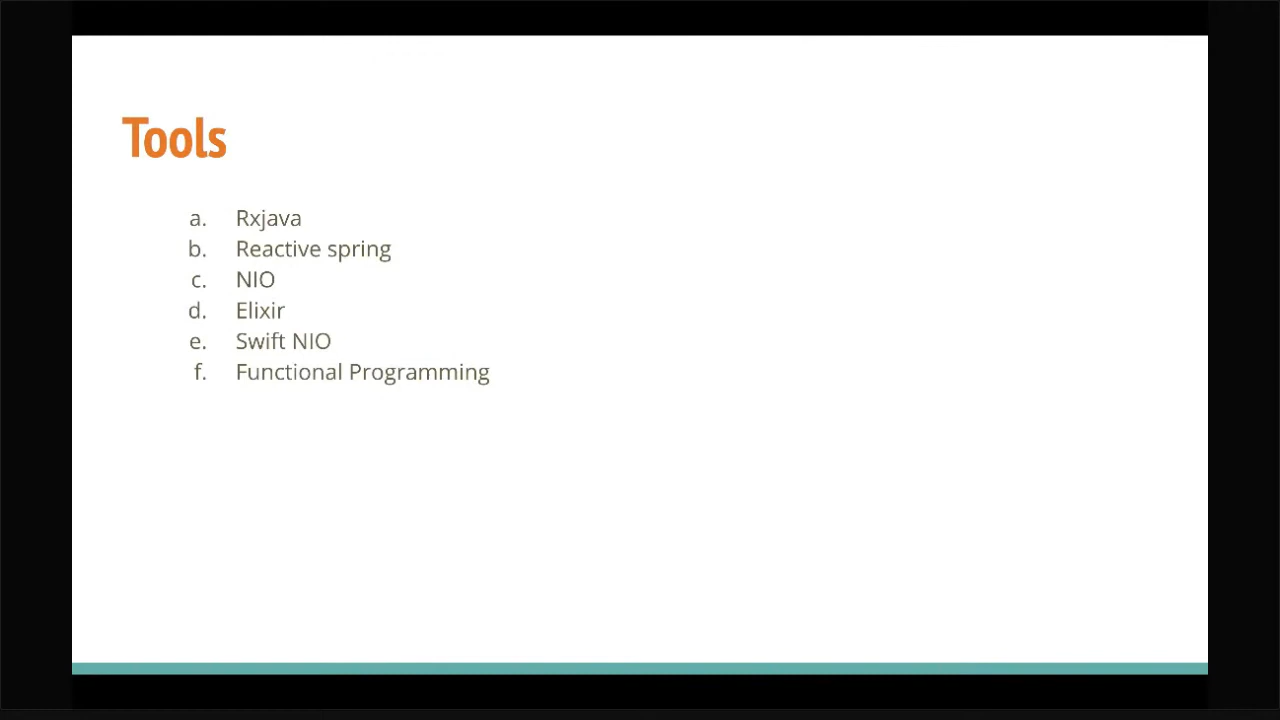 Tools
a. Rxjava
b. Reactive spring
c. NIO
d. Elixir
e. Swift NIO
f. Functional Programming